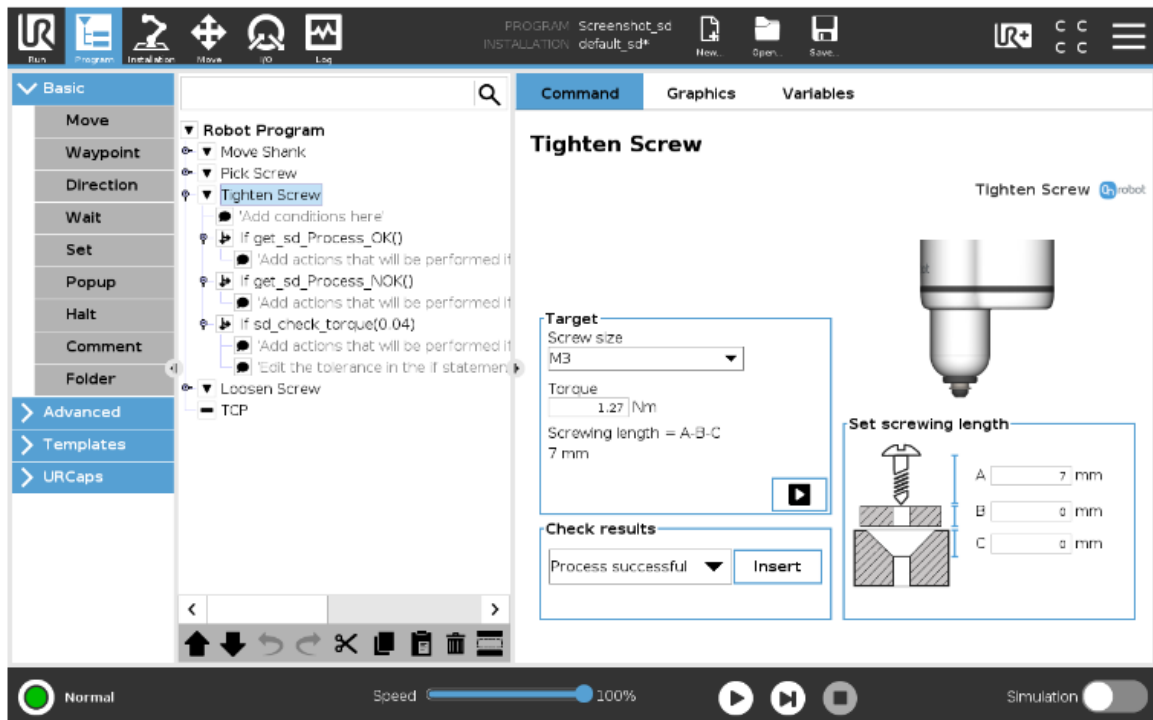 PROGRAM Screenshot_sd
INSTALLATION default_sd*
Run
Program
Installation
Move
I/O
Log
New...
Open...
Save...
UR+
C C
C C
Basic
Move
Waypoint
Direction
Wait
Set
Popup
Halt
Comment
Folder
Advanced
Templates
URCaps
Robot Program
Move Shank
Pick Screw
Tighten Screw
'Add conditions here'
If get_sd_Process_OK()
'Add actions that will be performed if
If get_sd_Process_NOK()
'Add actions that will be performed if
If sd_check_torque(0.04)
'Add actions that will be performed if
'Edit the tolerance in the If statemen
Loosen Screw
TCP
Command Graphics Variables
Tighten Screw
Tighten Screw OnRobot
Target
Screw size
M3
Torque
1.27 Nm
Screwing length = A-B-C
7 mm
Check results
Process successful Insert
Set screwing length
A 7 mm
B 0 mm
C 0 mm
Normal
Speed 100%
Simulation